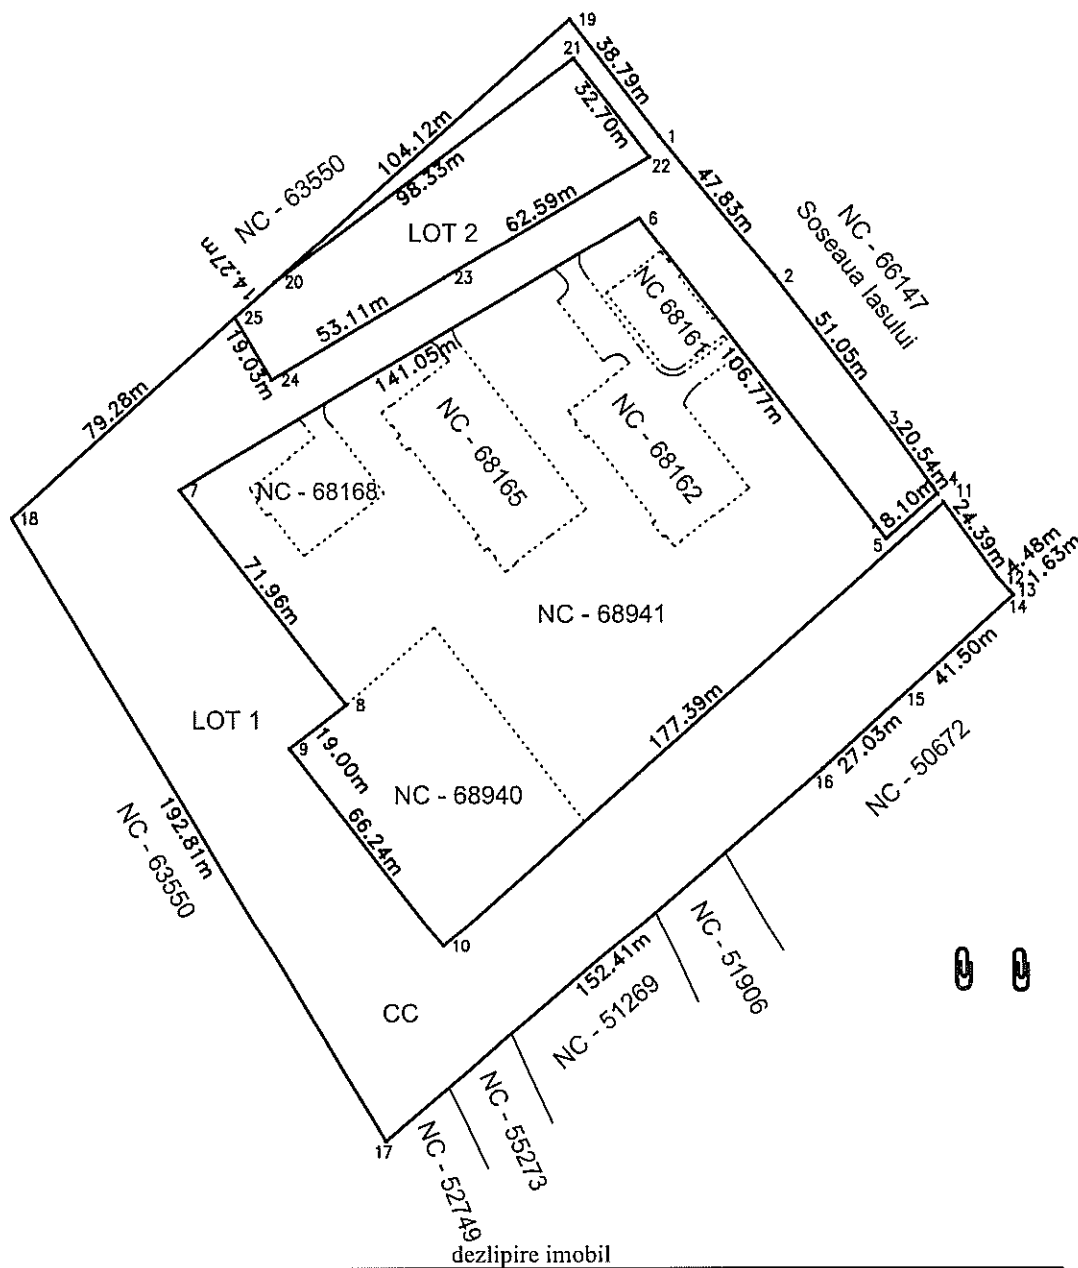 19
38.79m
21
32.70m
104.12m
98.33m
1
22
NC - 63550
62.59m
47.83m
LOT 2
6
NC - 66147
Soseaua Iasului
14.27m
20
23
2
NC 68161
25
53.11m
51.05m
19.03m
24
141.05m
106.77m
79.28m
NC - 68165
NC - 68162
3
20.54m
4
11
7
NC - 68168
8.10m
24.39m
18
5
4.48m
12
1.63m
13
14
71.96m
NC - 68941
41.50m
8
15
LOT 1
177.39m
9
19.00m
27.03m
16
NC - 50672
NC - 68940
66.24m
192.81m
NC - 63550
10
152.41m
NC - 51906
NC - 51269
CC
NC - 55273
17
NC - 52749
dezlipire imobil